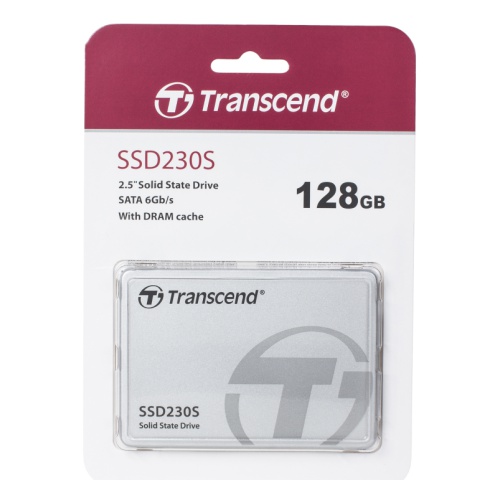 Transcend®
SSD230S
2.5" Solid State Drive
SATA 6Gb/s
With DRAM cache
128GB
Transcend®
SSD230S
Solid State Drive